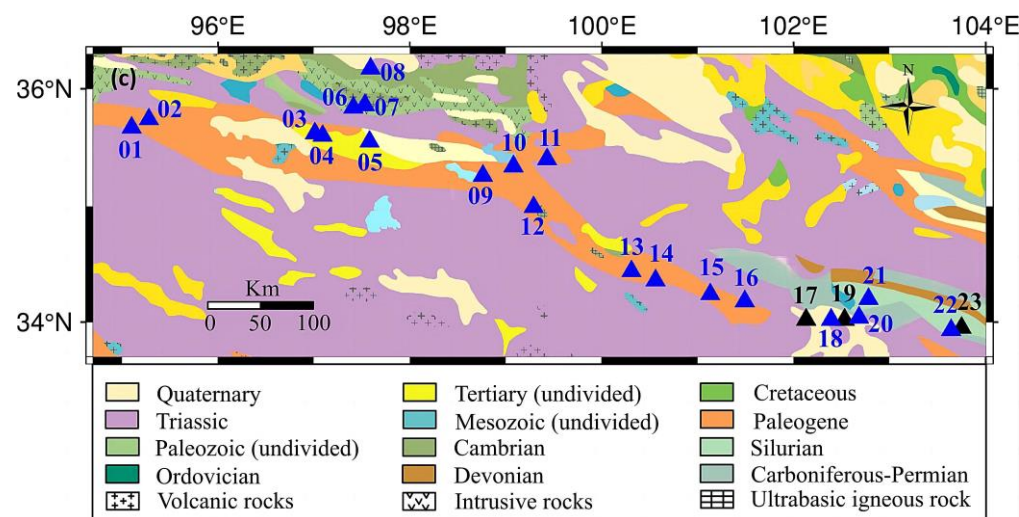 96°E 98°E 100°E 102°E 104°E
(c)
N
36°N
34°N
08
06
07
02
03
01
04
05
10
11
09
12
13
14
15
16
17
19
21
18
20
22
23
Km
0 50 100
Quaternary Tertiary (undivided) Cretaceous
Triassic Mesozoic (undivided) Paleogene
Paleozoic (undivided) Cambrian Silurian
Ordovician Devonian Carboniferous-Permian
Volcanic rocks Intrusive rocks Ultrabasic igneous rock